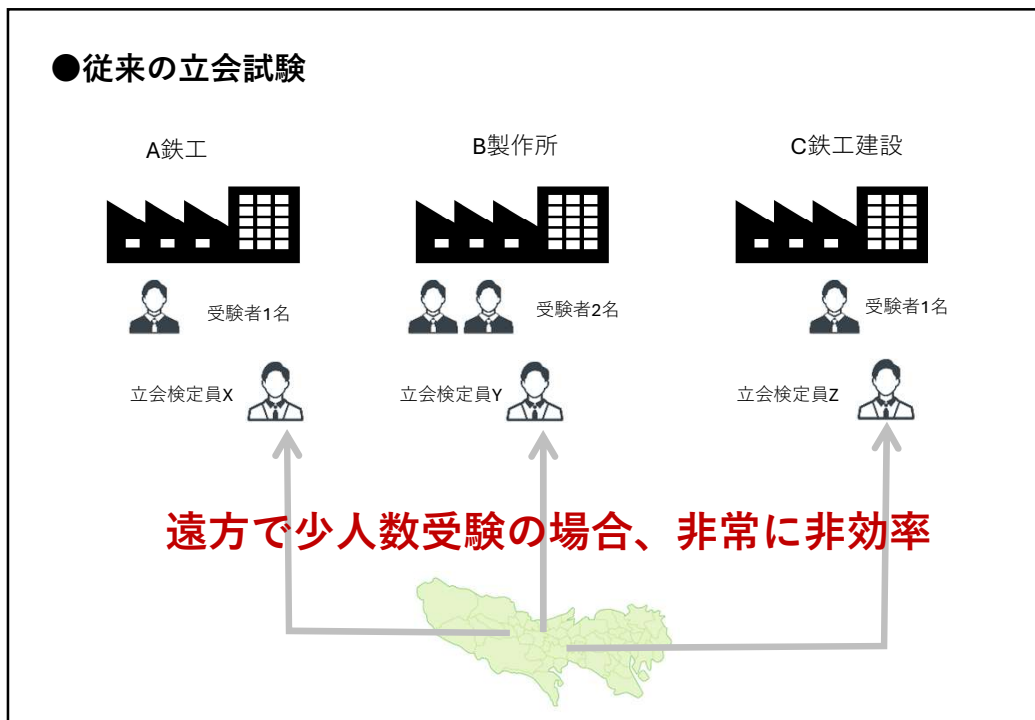 ●従来の立会試験
A鉄工
B製作所
C鉄工建設
受験者1名
受験者2名
受験者1名
立会検定員X
立会検定員Y
立会検定員Z
遠方で少人数受験の場合、非常に非効率